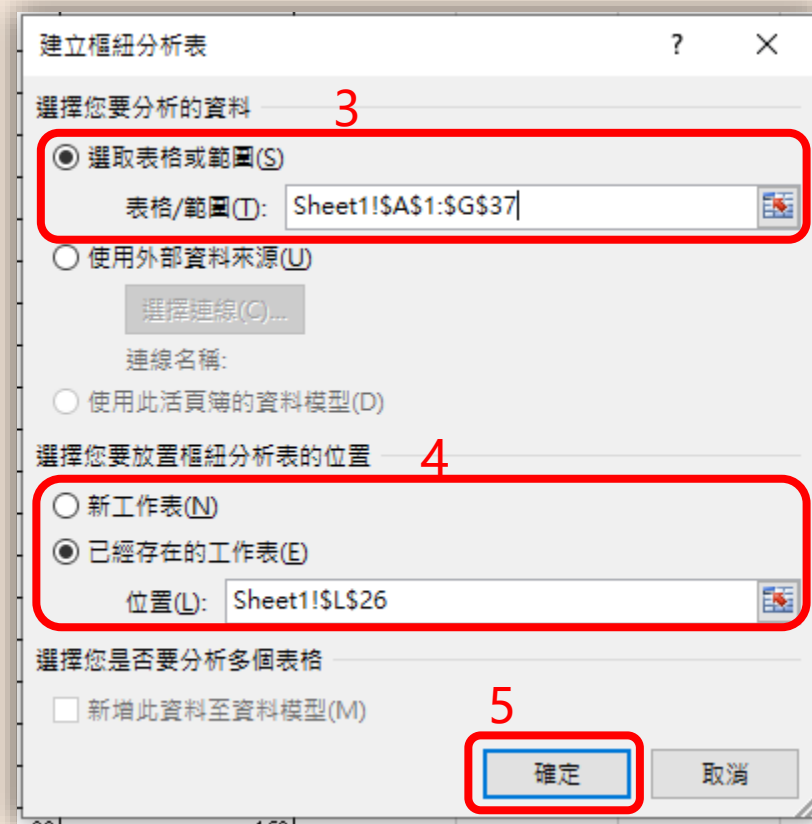 建立樞紐分析表 ? ×
選擇您要分析的資料 3
選取表格或範圍(S)
表格/範圍(T): Sheet1!$A$1:$G$37
使用外部資料來源(U)
選擇連線(C)...
連線名稱:
使用此活頁簿的資料模型(D)
選擇您要放置樞紐分析表的位置 4
新工作表(N)
已經存在的工作表(E)
位置(L): Sheet1!$L$26
選擇您是否要分析多個表格
新增此資料至資料模型(M)
5
確定 取消